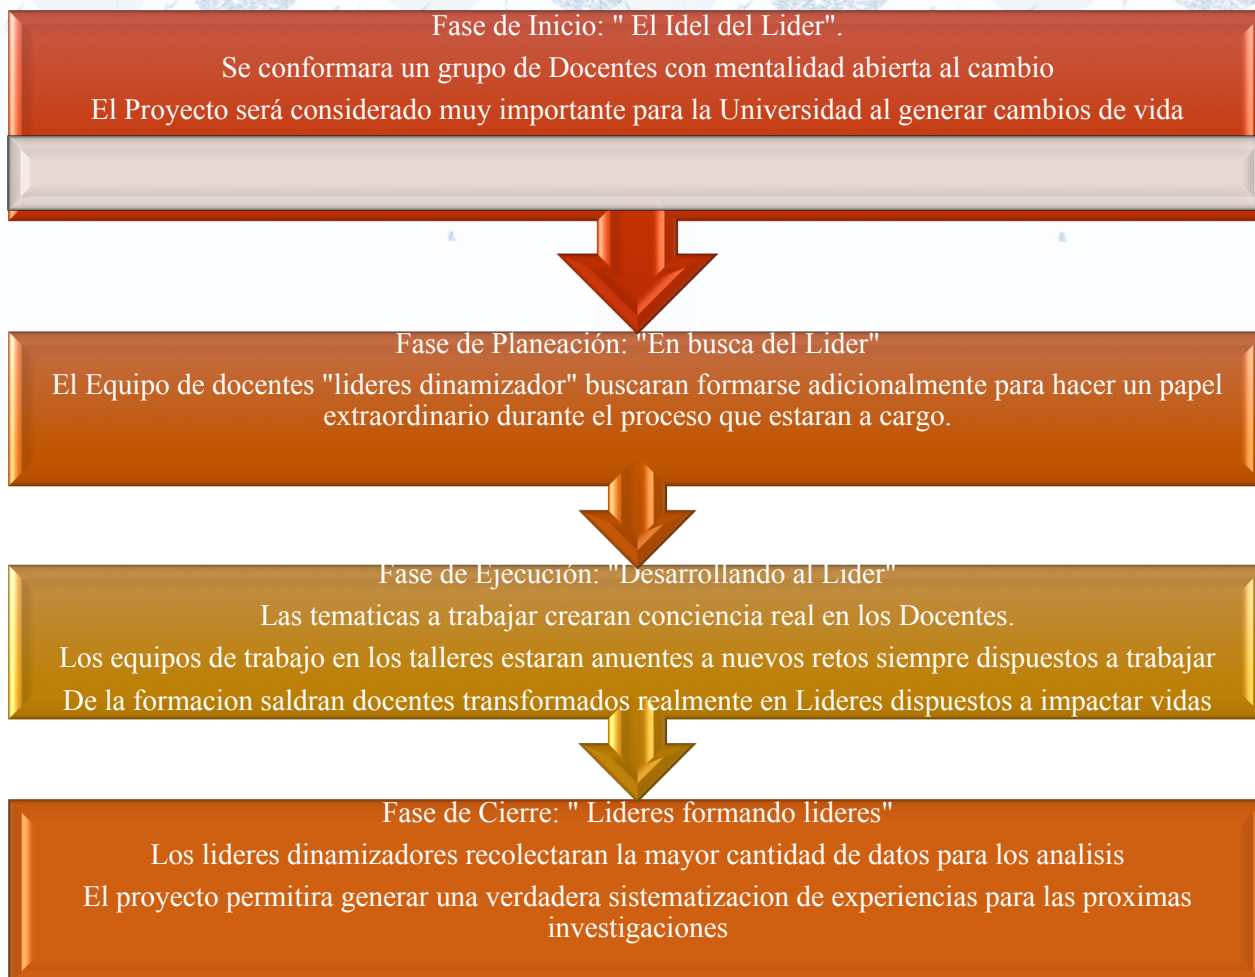 Fase de Inicio: " El Idel del Lider".
Se conformara un grupo de Docentes con mentalidad abierta al cambio
El Proyecto será considerado muy importante para la Universidad al generar cambios de vida
Fase de Planeación: "En busca del Lider"
El Equipo de docentes "lideres dinamizador" buscaran formarse adicionalmente para hacer un papel
extraordinario durante el proceso que estaran a cargo.
Fase de Ejecución: "Desarrollando al Lider"
Las tematicas a trabajar crearan conciencia real en los Docentes.
Los equipos de trabajo en los talleres estaran anuentes a nuevos retos siempre dispuestos a trabajar
De la formacion saldran docentes transformados realmente en Lideres dispuestos a impactar vidas
Fase de Cierre: " Lideres formando lideres"
Los lideres dinamizadores recolectaran la mayor cantidad de datos para los analisis
El proyecto permitira generar una verdadera sistematizacion de experiencias para las proximas
investigaciones